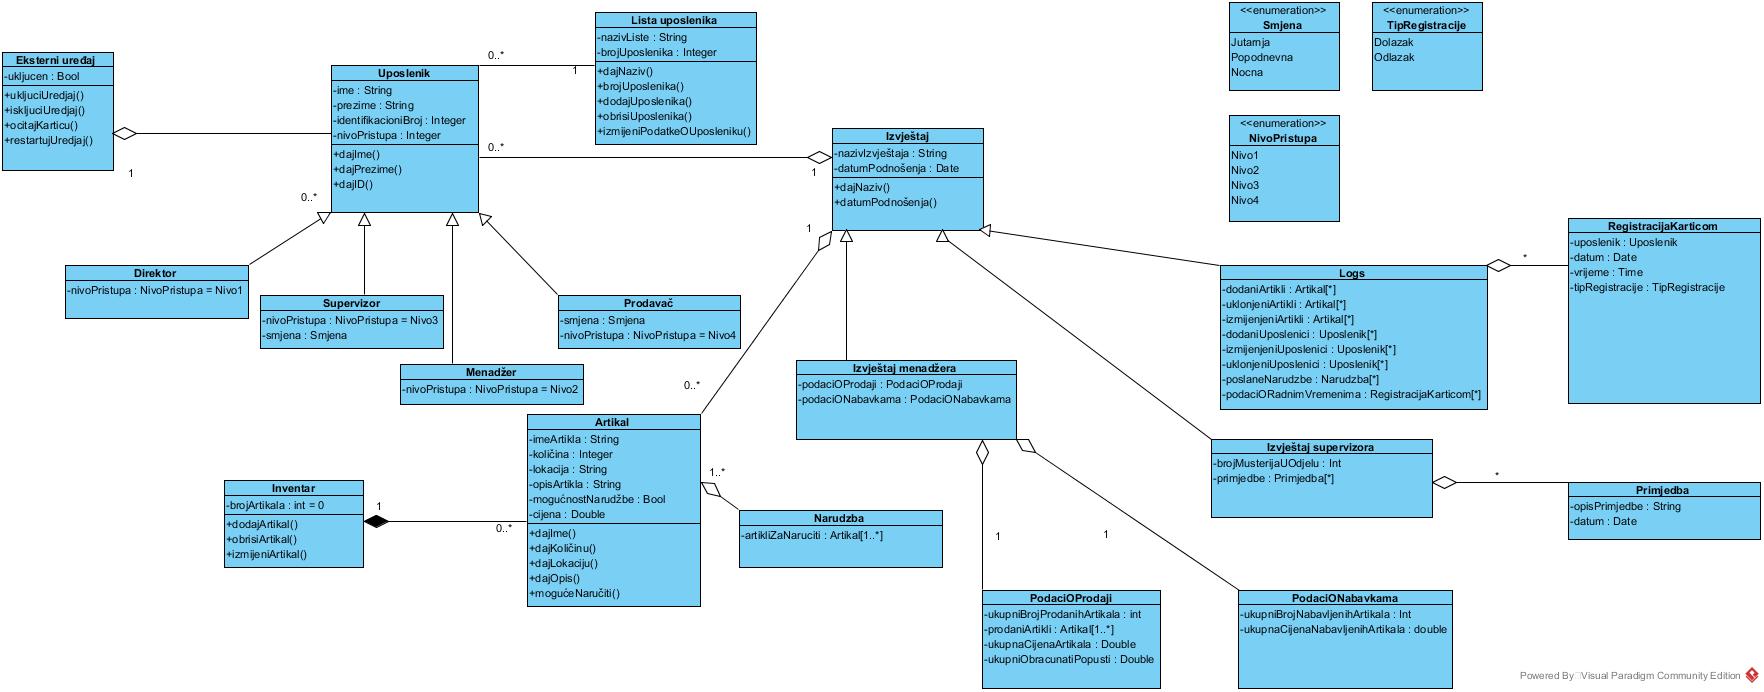 Eksterni uređaj
-ukljucen : Bool
+ukljuciUredjaj()
+iskljuciUredjaj()
+ocitajKarticu()
+restartujUredjaj()
1
0..*
Uposlenik
-ime : String
-prezime : String
-identifikacioniBroj : Integer
-nivoPristupa : Integer
+dajIme()
+dajPrezime()
+dajID()
0..*
1
Lista uposlenika
-nazivListe : String
-brojUposlenika : Integer
+dajNaziv()
+brojUposlenika()
+dodajUposlenika()
+obrisiUposlenika()
+izmijeniPodatkeOUposleniku()
0..*
1
Izvještaj
-nazivIzvještaja : String
-datumPodnošenja : Date
+dajNaziv()
+datumPodnošenja()
1
0..*
<<enumeration>>
Smjena
Jutarnja
Popodnevna
Nocna
<<enumeration>>
TipRegistracije
Dolazak
Odlazak
<<enumeration>>
NivoPristupa
Nivo1
Nivo2
Nivo3
Nivo4
RegistracijaKarticom
-uposlenik : Uposlenik
-datum : Date
-vrijeme : Time
-tipRegistracije : TipRegistracije
*
Logs
-dodaniArtikli : Artikal[*]
-uklonjeniArtikli : Artikal[*]
-izmijenjeniArtikli : Artikal[*]
-dodaniUposlenici : Uposlenik[*]
-izmijenjeniUposlenici : Uposlenik[*]
-uklonjeniUposlenici : Uposlenik[*]
-poslaneNarudzbe : Narudzba[*]
-podaciORadnimVremenima : RegistracijaKarticom[*]
Direktor
-nivoPristupa : NivoPristupa = Nivo1
Supervizor
-nivoPristupa : NivoPristupa = Nivo3
-smjena : Smjena
Menadžer
-nivoPristupa : NivoPristupa = Nivo2
Prodavač
-smjena : Smjena
-nivoPristupa : NivoPristupa = Nivo4
Izvještaj menadžera
-podaciOProdaji : PodaciOProdaji
-podaciONabavkama : PodaciONabavkama
Izvještaj supervizora
-brojMusterijaUOdjelu : Int
-primjedbe : Primjedba[*]
*
Primjedba
-opisPrimjedbe : String
-datum : Date
Artikal
-imeArtikla : String
-količina : Integer
-lokacija : String
-opisArtikla : String
-mogućnostNarudžbe : Bool
-cijena : Double
+dajIme()
+dajKoličinu()
+dajLokaciju()
+dajOpis()
+mogućeNaručiti()
Inventar
-brojArtikala : int = 0
+dodajArtikal()
+obrisiArtikal()
+izmijeniArtikal()
1
0..*
1..*
Narudzba
-artikliZaNaruciti : Artikal[1..*]
1
1
PodaciOProdaji
-ukupniBrojProdanihArtikala : int
-prodaniArtikli : Artikal[1..*]
-ukupnaCijenaArtikala : Double
-ukupniObracunatiPopusti : Double
PodaciONabavkama
-ukupniBrojNabavljenihArtikala : Int
-ukupnaCijenaNabavljenihArtikala : double
Powered By Visual Paradigm Community Edition